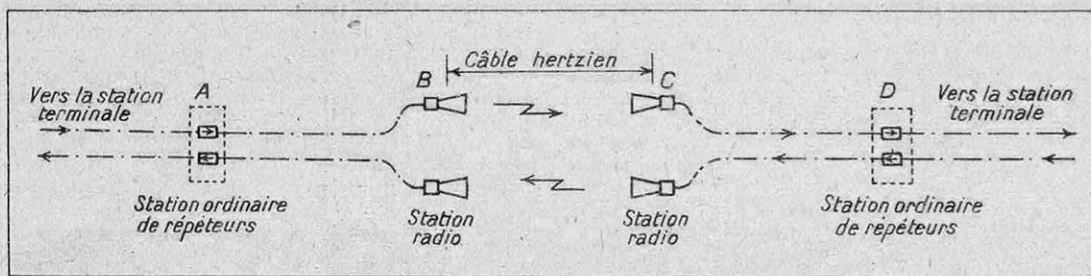 Câble hertzien
B
C
Vers la station
terminale
A
D
Vers la station
terminale
Station ordinaire
de répéteurs
Station
radio
Station
radio
Station ordinaire
de répéteurs